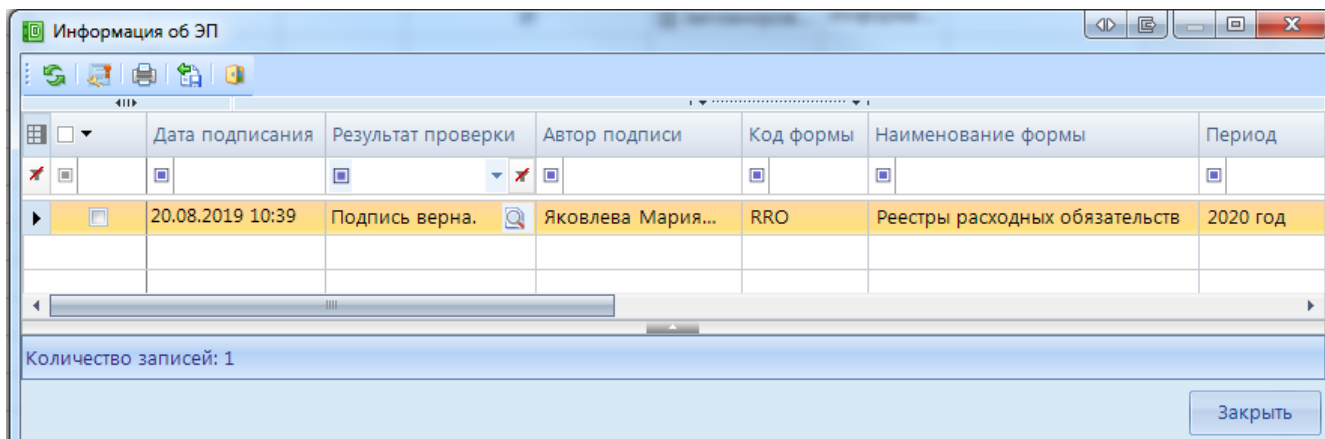 Информация об ЭП
Дата подписания Результат проверки Автор подписи Код формы Наименование формы Период
20.08.2019 10:39 Подпись верна. Яковлева Мария... RRO Реестры расходных обязательств 2020 год
Количество записей: 1
Закрыть